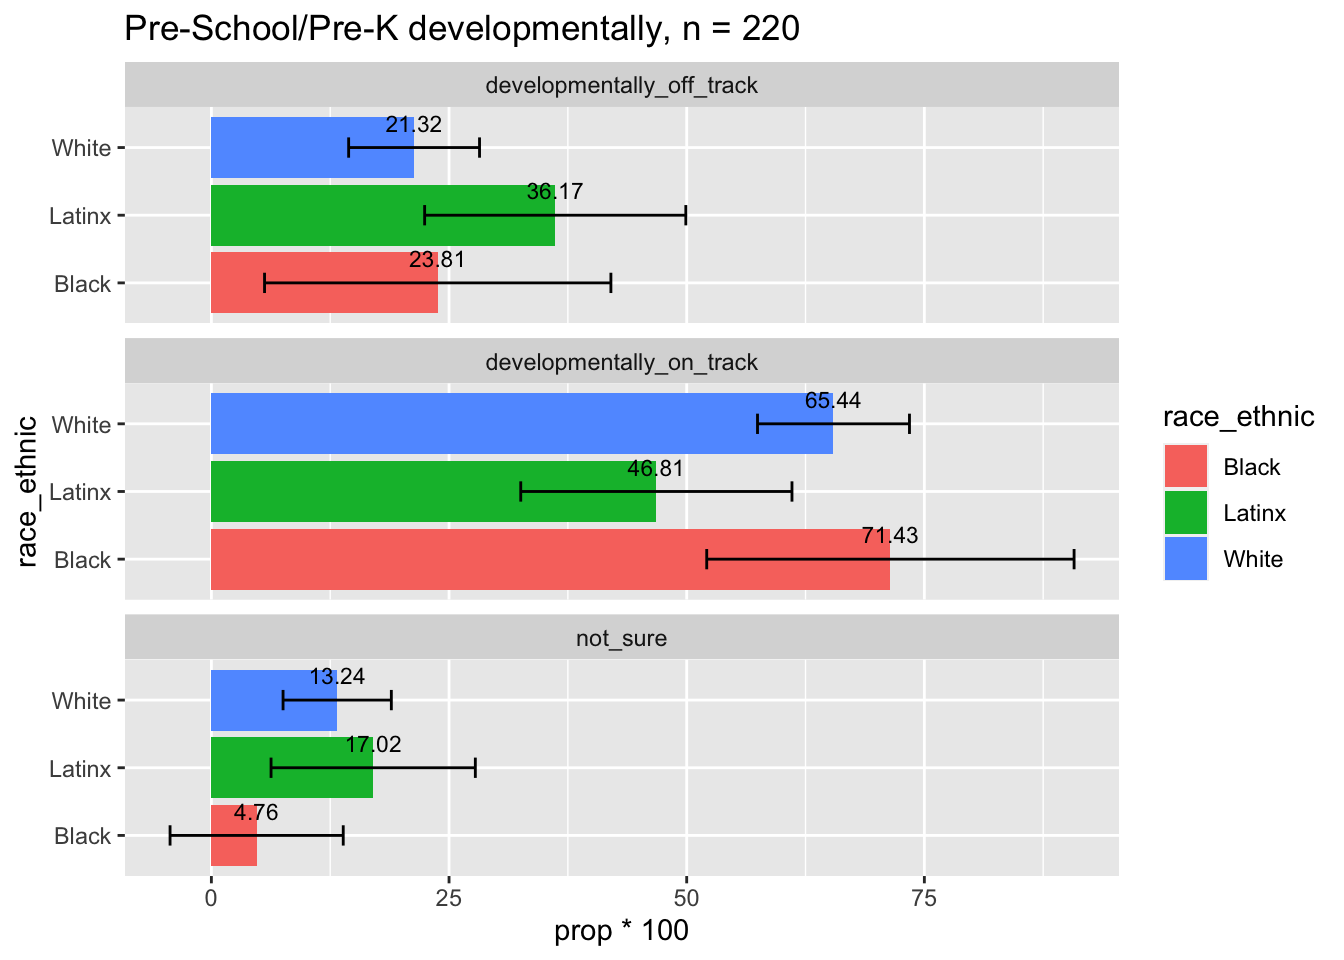 Pre-School/Pre-K developmentally, n = 220
developmentally_off_track
White
21.32
Latinx
36.17
Black
23.81
developmentally_on_track
White
65.44
Latinx
46.81
Black
71.43
not_sure
White
13.24
Latinx
17.02
Black
4.76
0 25 50 75
prop * 100
race_ethnic
race_ethnic
Black
Latinx
White